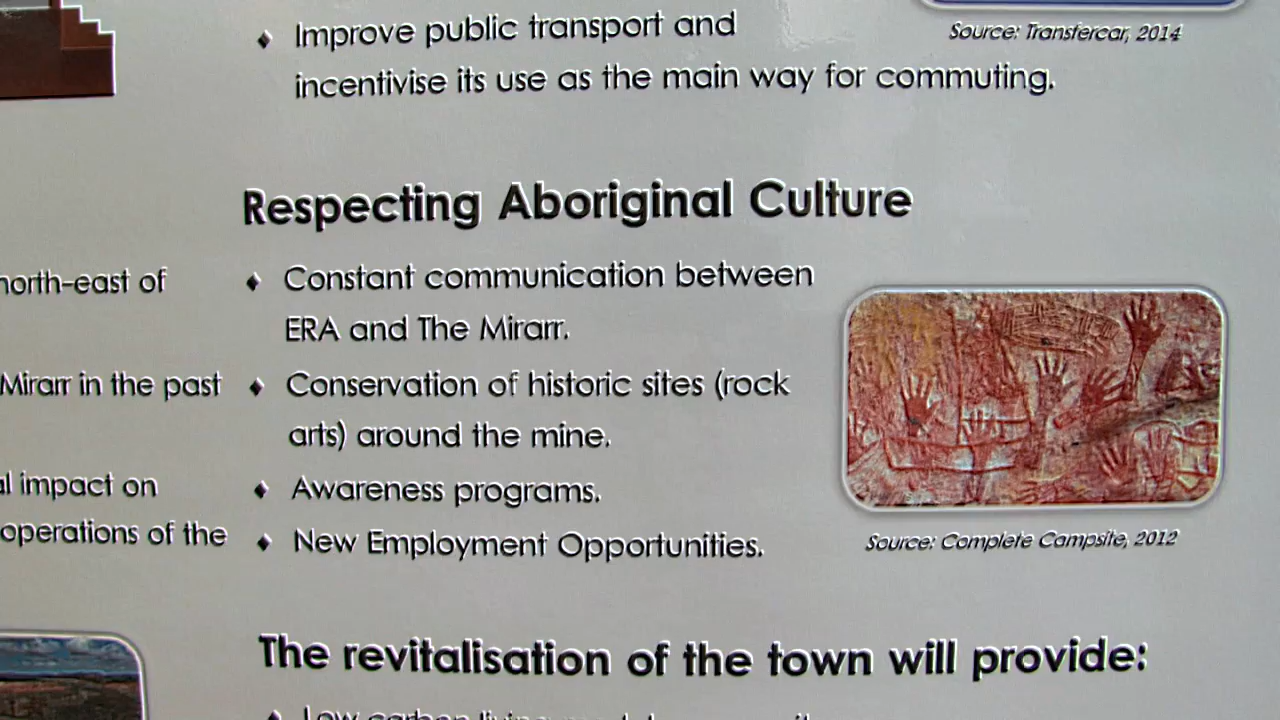 Improve public transport and
incentivise its use as the main way for commuting.
Source: Transfercar, 2014
Respecting Aboriginal Culture
north-east of
Mirarr in the past
impact on
operations of the
Constant communication between
ERA and The Mirarr.
Conservation of historic sites (rock
arts) around the mine.
Awareness programs.
New Employment Opportunities.
Source: Complete Campsite, 2012
The revitalisation of the town will provide:
Low carbon living